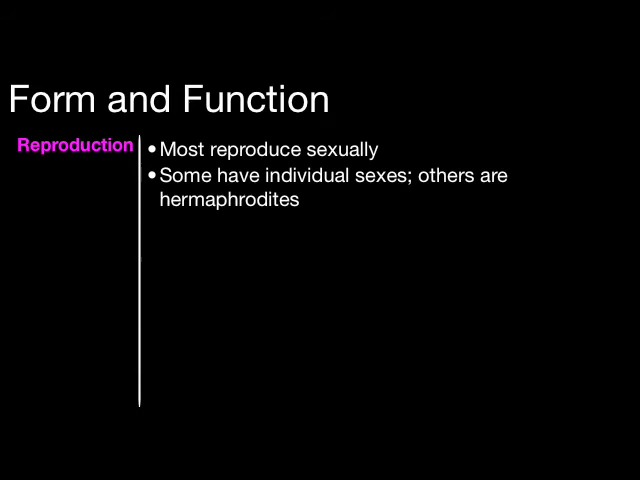 Form and Function
Reproduction
• Most reproduce sexually
• Some have individual sexes; others are
hermaphrodites